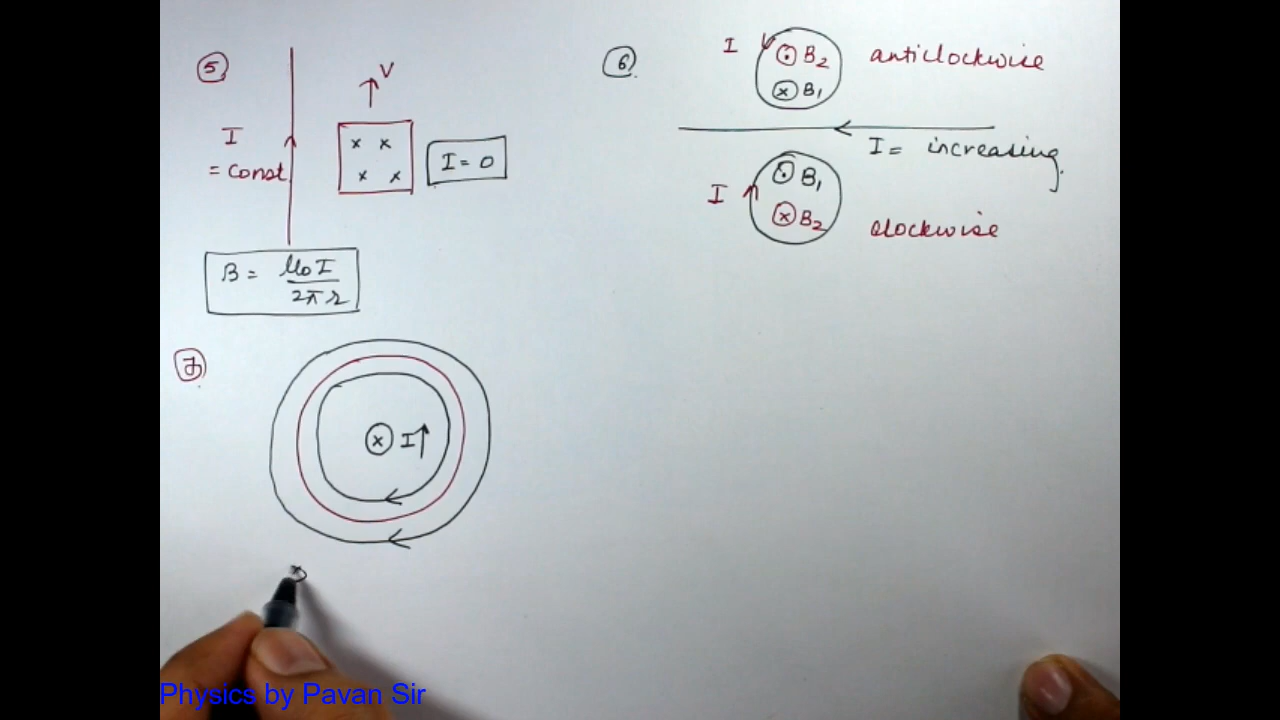 5
V
I
= const
x x
x x
I = 0
B = μ₀I / 2πr
6
I
⊙ B₂
⊗ B₁
anticlockwise
I = increasing
⊙ B₁
I
⊗ B₂
clockwise
7
⊗ I↑
Physics by Pavan Sir